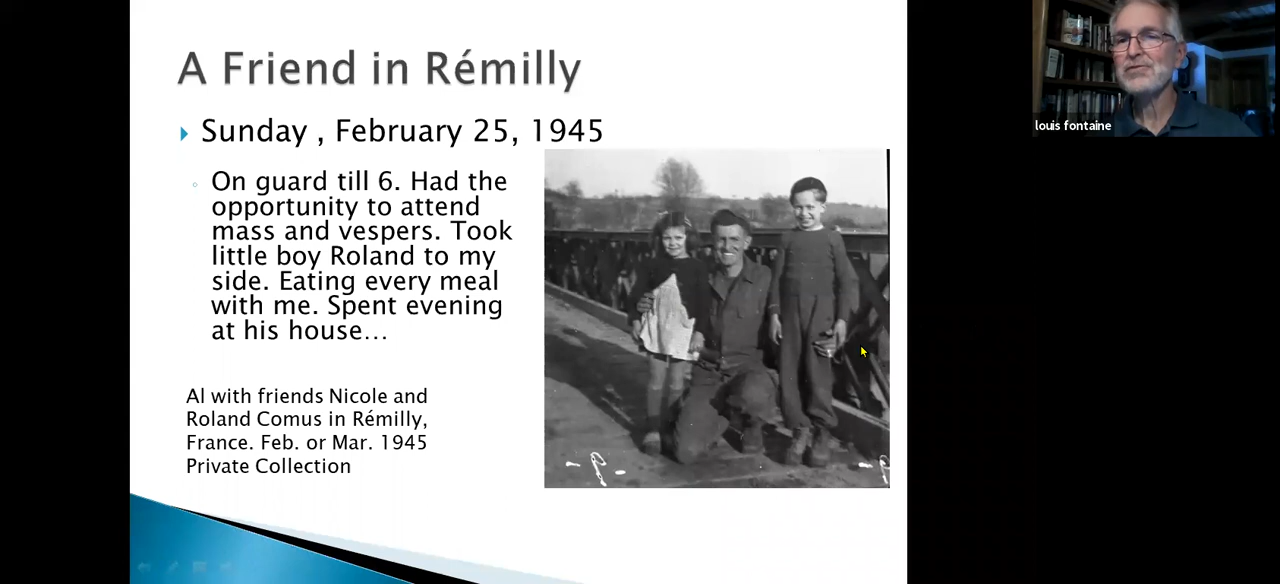 A Friend in Rémilly
Sunday , February 25, 1945
On guard till 6. Had the
opportunity to attend
mass and vespers. Took
little boy Roland to my
side. Eating every meal
with me. Spent evening
at his house…
Al with friends Nicole and
Roland Comus in Rémilly,
France. Feb. or Mar. 1945
Private Collection
louis fontaine